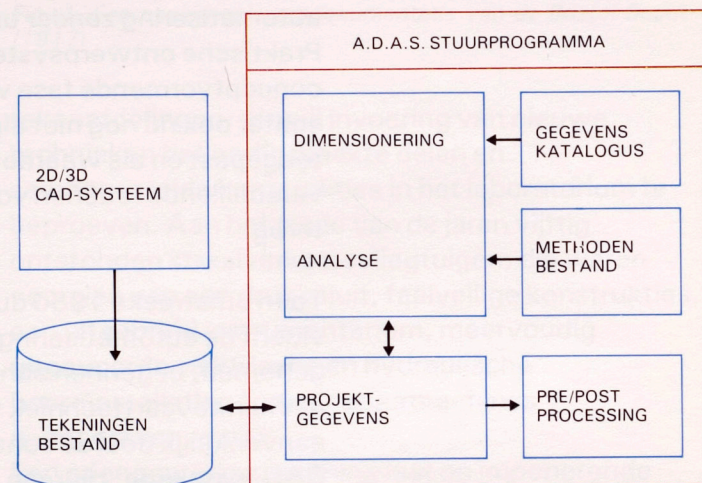 A.D.A.S. STUURPROGRAMMA
2D/3D
CAD-SYSTEEM
TEKENINGEN
BESTAND
DIMENSIONERING
ANALYSE
GEGEVENS
KATALOGUS
METHODEN
BESTAND
PROJEKT-
GEGEVENS
PRE/POST
PROCESSING